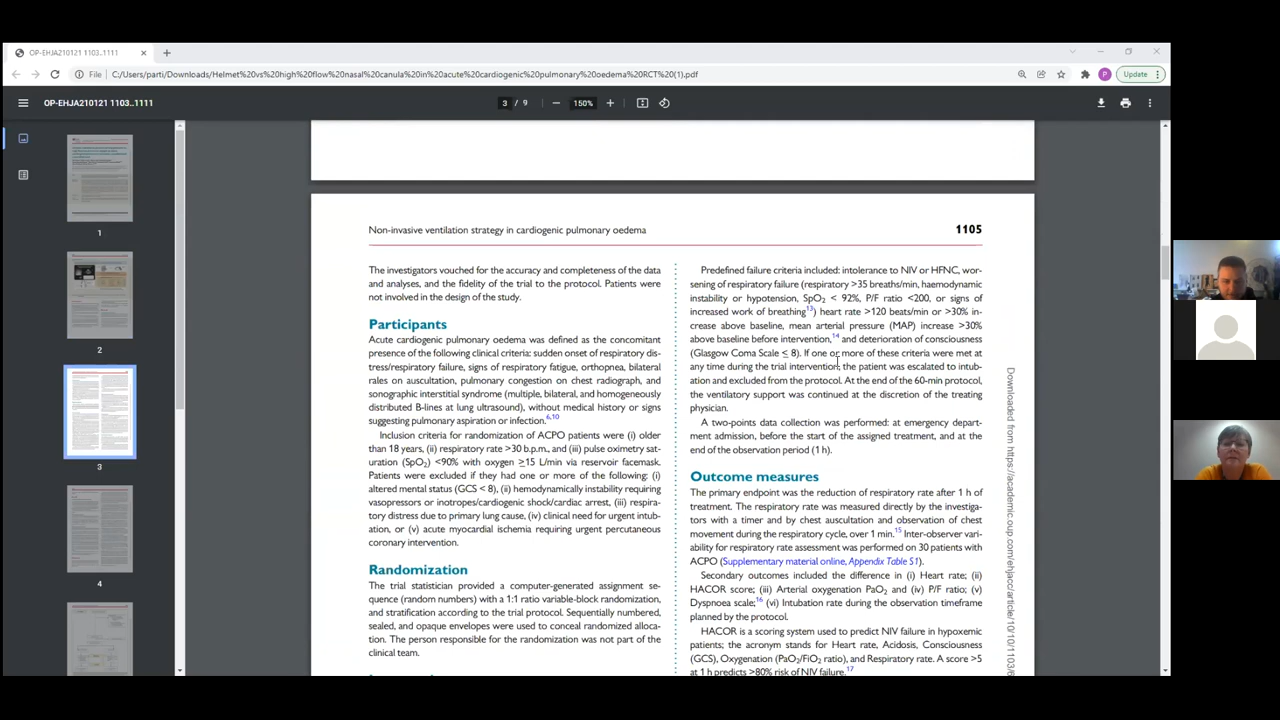 OP-EHJA210121 1103..1111
File
C:/Users/parti/Downloads/Helmet%20vs%20high%20flow%20nasal%20canula%20in%20acute%20cardiogenic%20pulmonary%20oedema%20RCT%20(1).pdf
P
Update
OP-EHJA210121 1103..1111
3 / 9
150%
1
2
3
4
Non-invasive ventilation strategy in cardiogenic pulmonary oedema
1105
The investigators vouched for the accuracy and completeness of the data
and analyses, and the fidelity of the trial to the protocol. Patients were
not involved in the design of the study.
Participants
Acute cardiogenic pulmonary oedema was defined as the concomitant
presence of the following clinical criteria: sudden onset of respiratory dis-
tress/respiratory failure, signs of respiratory fatigue, orthopnea, bilateral
rales on auscultation, pulmonary congestion on chest radiograph, and
sonographic interstitial syndrome (multiple, bilateral, and homogeneously
distributed B-lines at lung ultrasound), without medical history or signs
suggesting pulmonary aspiration or infection.6,10
Inclusion criteria for randomization of ACPO patients were (i) older
than 18 years, (ii) respiratory rate >30 b.p.m., and (iii) pulse oximetry sat-
uration (SpO2) <90% with oxygen ≥15 L/min via reservoir facemask.
Patients were excluded if they had one or more of the following: (i)
altered mental status (GCS < 8), (ii) hemodynamically instability requiring
vasopressors or inotropes/cardiogenic shock/cardiac arrest, (iii) respira-
tory distress due to primary lung cause, (iv) clinical need for urgent intub-
ation, or (v) acute myocardial ischemia requiring urgent percutaneous
coronary intervention.
Randomization
The trial statistician provided a computer-generated assignment se-
quence (random numbers) with a 1:1 ratio variable-block randomization,
and stratification according to the trial protocol. Sequentially numbered,
sealed, and opaque envelopes were used to conceal randomized alloca-
tion. The person responsible for the randomization was not part of the
clinical team.
Predefined failure criteria included: intolerance to NIV or HFNC, wor-
sening of respiratory failure (respiratory >35 breaths/min, haemodynamic
instability or hypotension, SpO2 < 92%, P/F ratio <200, or signs of
increased work of breathing13) heart rate >120 beats/min or >30% in-
crease above baseline, mean arterial pressure (MAP) increase >30%
above baseline before intervention,14 and deterioration of consciousness
(Glasgow Coma Scale ≤ 8). If one or more of these criteria were met at
any time during the trial intervention, the patient was escalated to intub-
ation and excluded from the protocol. At the end of the 60-min protocol,
the ventilatory support was continued at the discretion of the treating
physician.
A two-points data collection was performed: at emergency depart-
ment admission, before the start of the assigned treatment, and at the
end of the observation period (1 h).
Outcome measures
The primary endpoint was the reduction of respiratory rate after 1 h of
treatment. The respiratory rate was measured directly by the investiga-
tors with a timer and by chest auscultation and observation of chest
movement during the respiratory cycle, over 1 min.15 Inter-observer vari-
ability for respiratory rate assessment was performed on 30 patients with
ACPO (Supplementary material online, Appendix Table S1).
Secondary outcomes included the difference in (i) Heart rate; (ii)
HACOR score; (iii) Arterial oxygenation PaO2 and (iv) P/F ratio; (v)
Dyspnoea scale;16 (vi) Intubation rate during the observation timeframe
planned by the protocol.
HACOR is a scoring system used to predict NIV failure in hypoxemic
patients; the acronym stands for Heart rate, Acidosis, Consciousness
(GCS), Oxygenation (PaO2/FiO2 ratio), and Respiratory rate. A score >5
at 1 h predicts >80% risk of NIV failure.17
Downloaded from https://academic.oup.com/ehjacc/article/10/10/1103/6